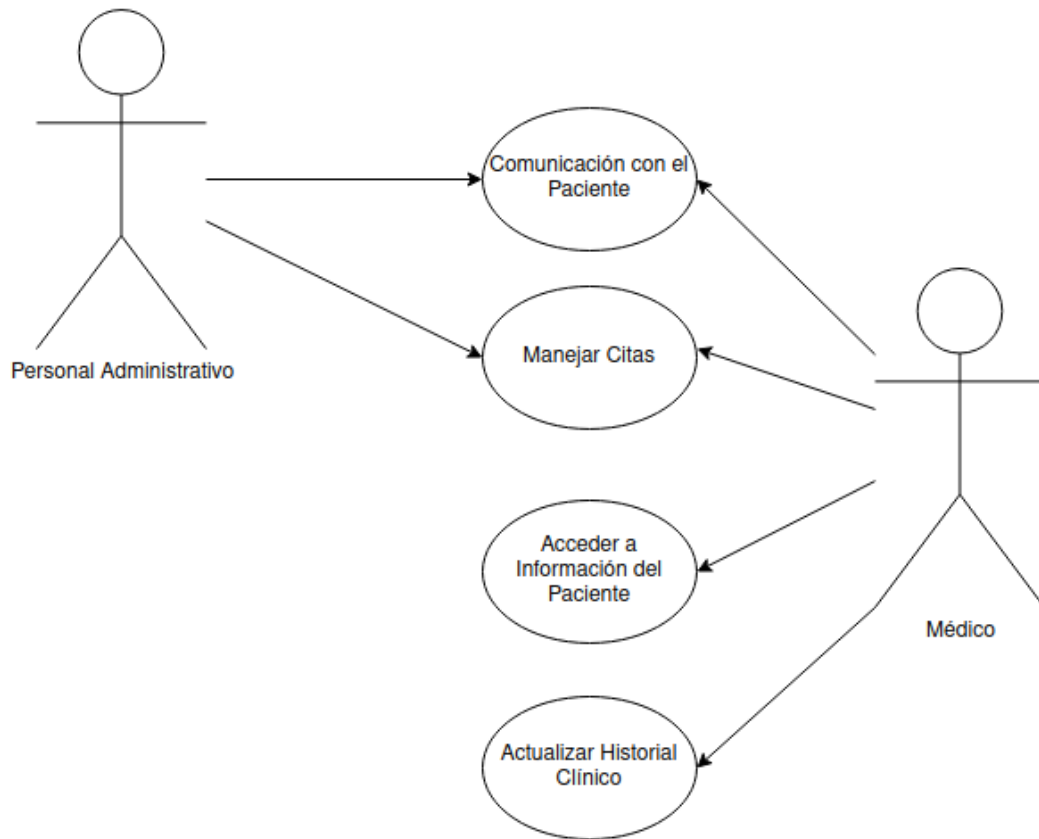 Comunicación con el
Paciente
Manejar Citas
Personal Administrativo
Acceder a
Información del
Paciente
Médico
Actualizar Historial
Clínico